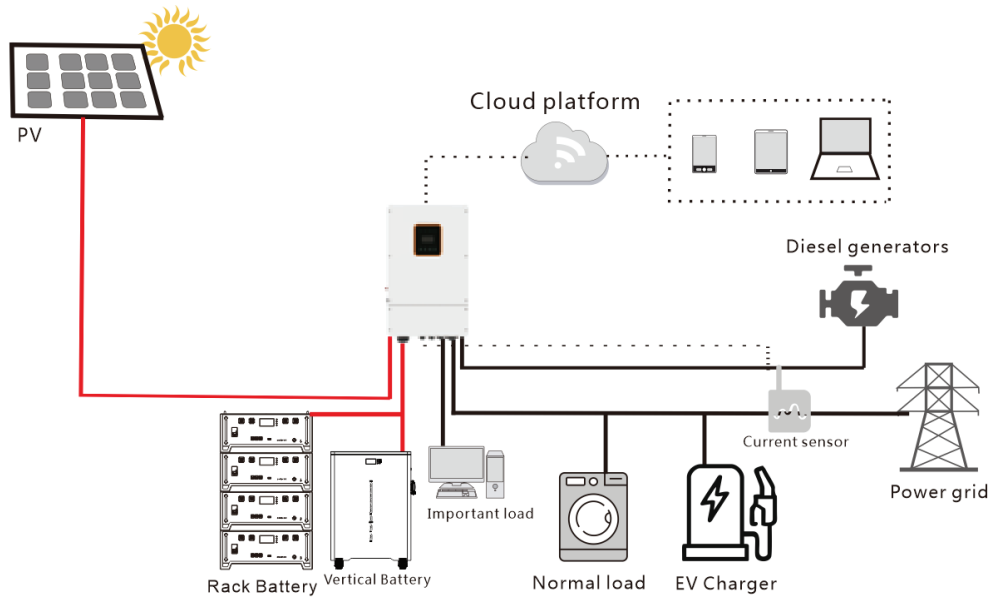 PV
Cloud platform
Diesel generators
Current sensor
Power grid
Important load
Rack Battery
Vertical Battery
Normal load
EV Charger